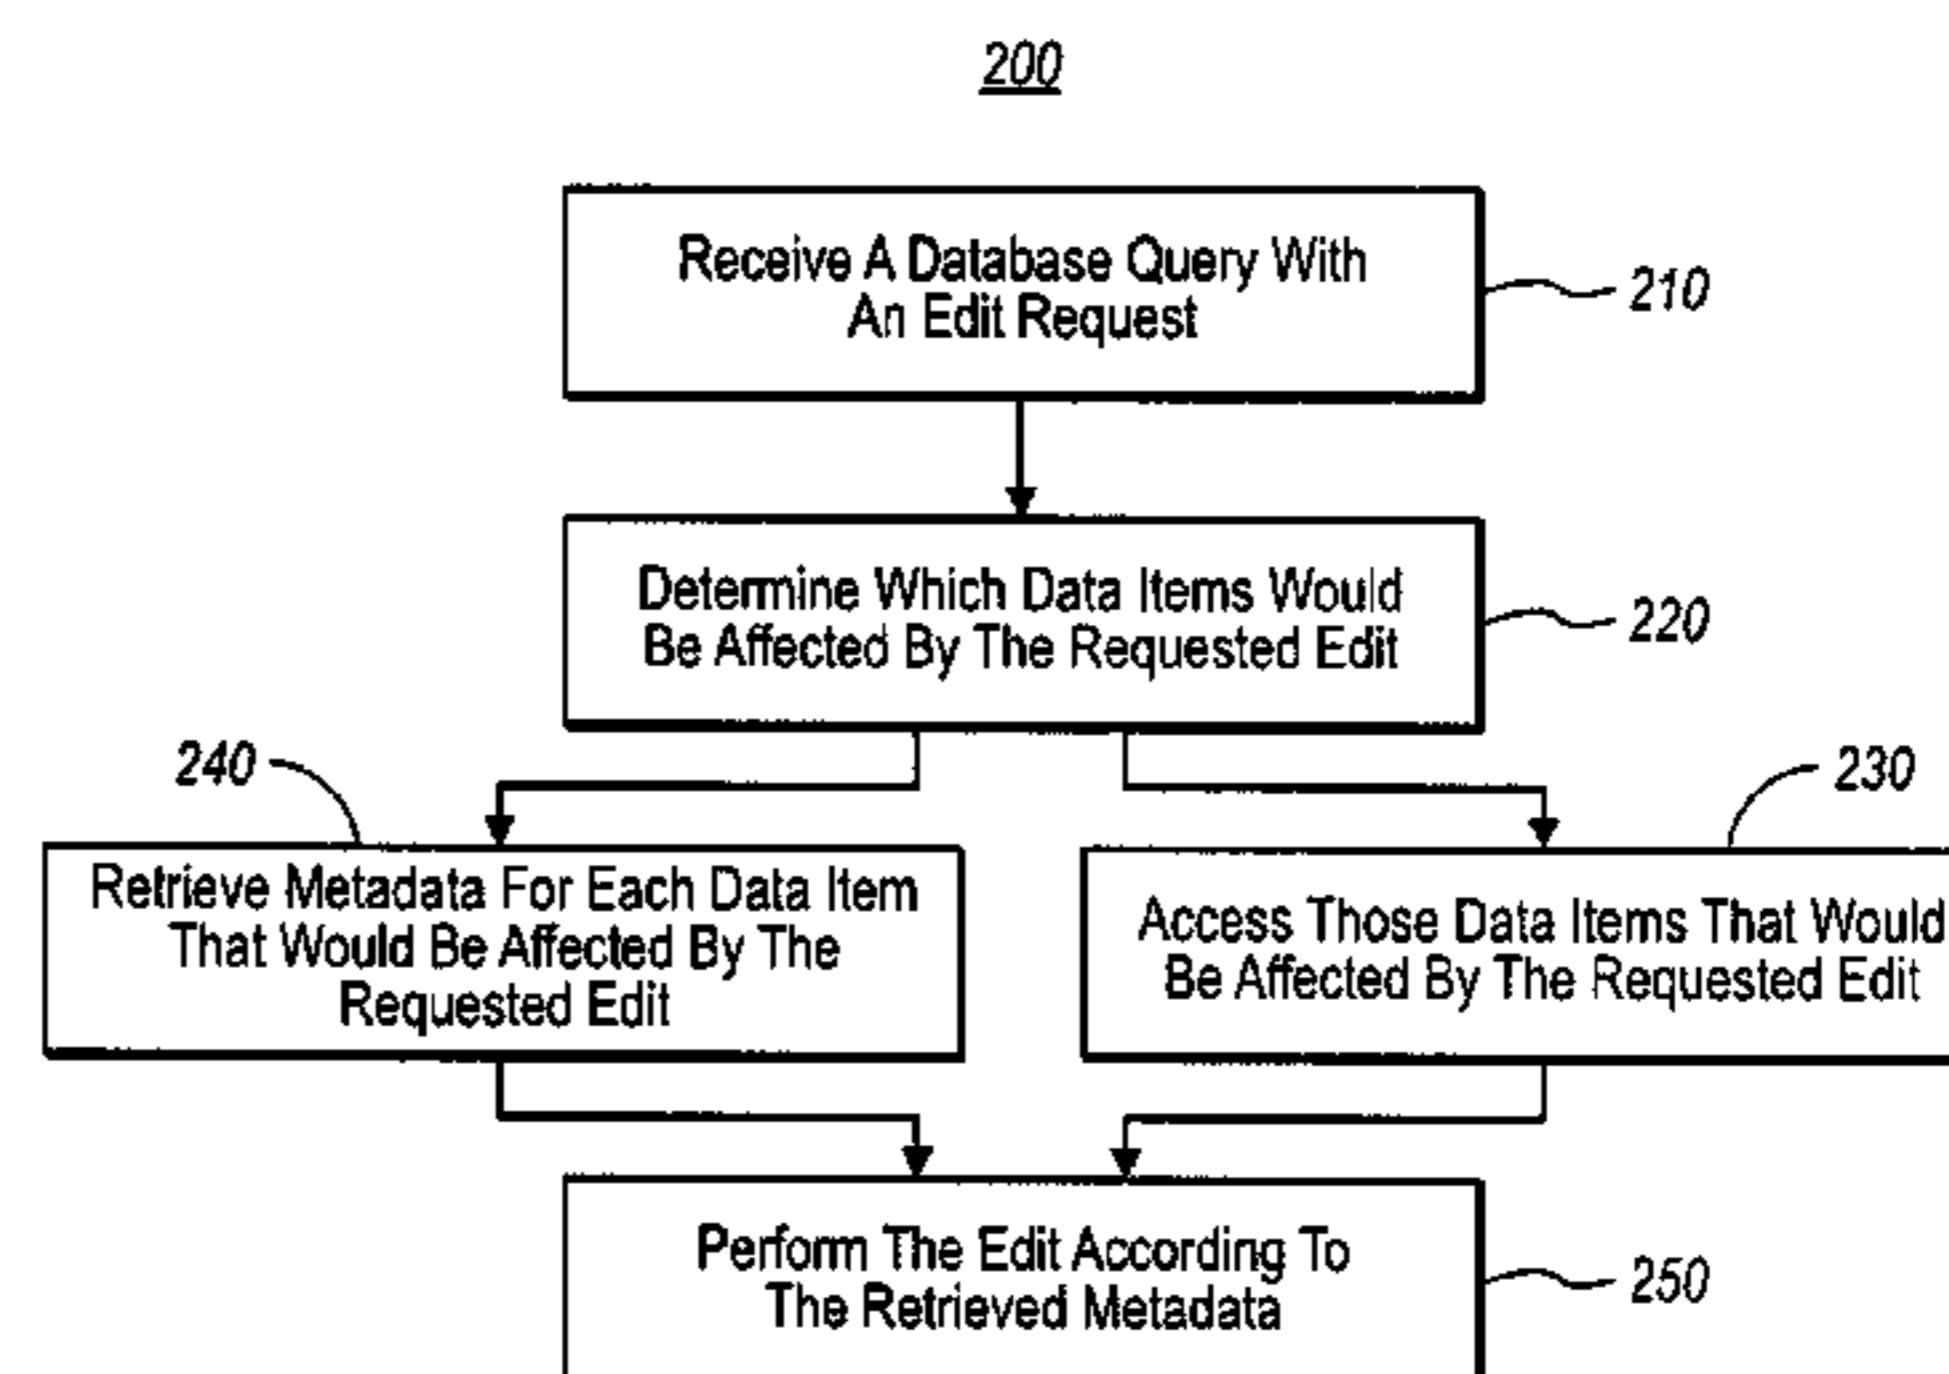 200
Receive A Database Query With
An Edit Request
210
Determine Which Data Items Would
Be Affected By The Requested Edit
220
240
230
Retrieve Metadata For Each Data Item
That Would Be Affected By The
Requested Edit
Access Those Data Items That Would
Be Affected By The Requested Edit
Perform The Edit According To
The Retrieved Metadata
250